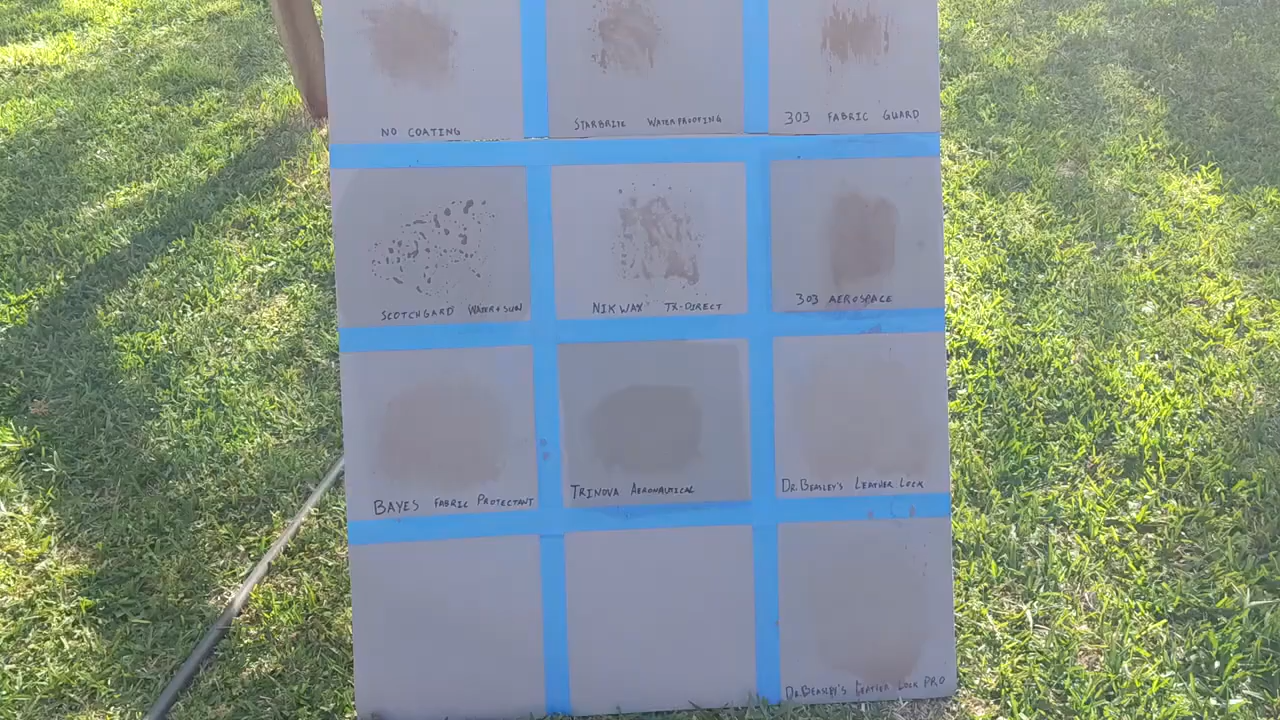 NO COATING
STARBRITE WATERPROOFING
303 FABRIC GUARD
SCOTCHGARD WATER+SUN
NIKWAX TX-DIRECT
303 AEROSPACE
BAYES FABRIC PROTECTANT
TRINOVA AERONAUTICAL
DR.BEASLEY'S LEATHER LOCK
DR.BEASLEY'S LEATHER LOCK PRO